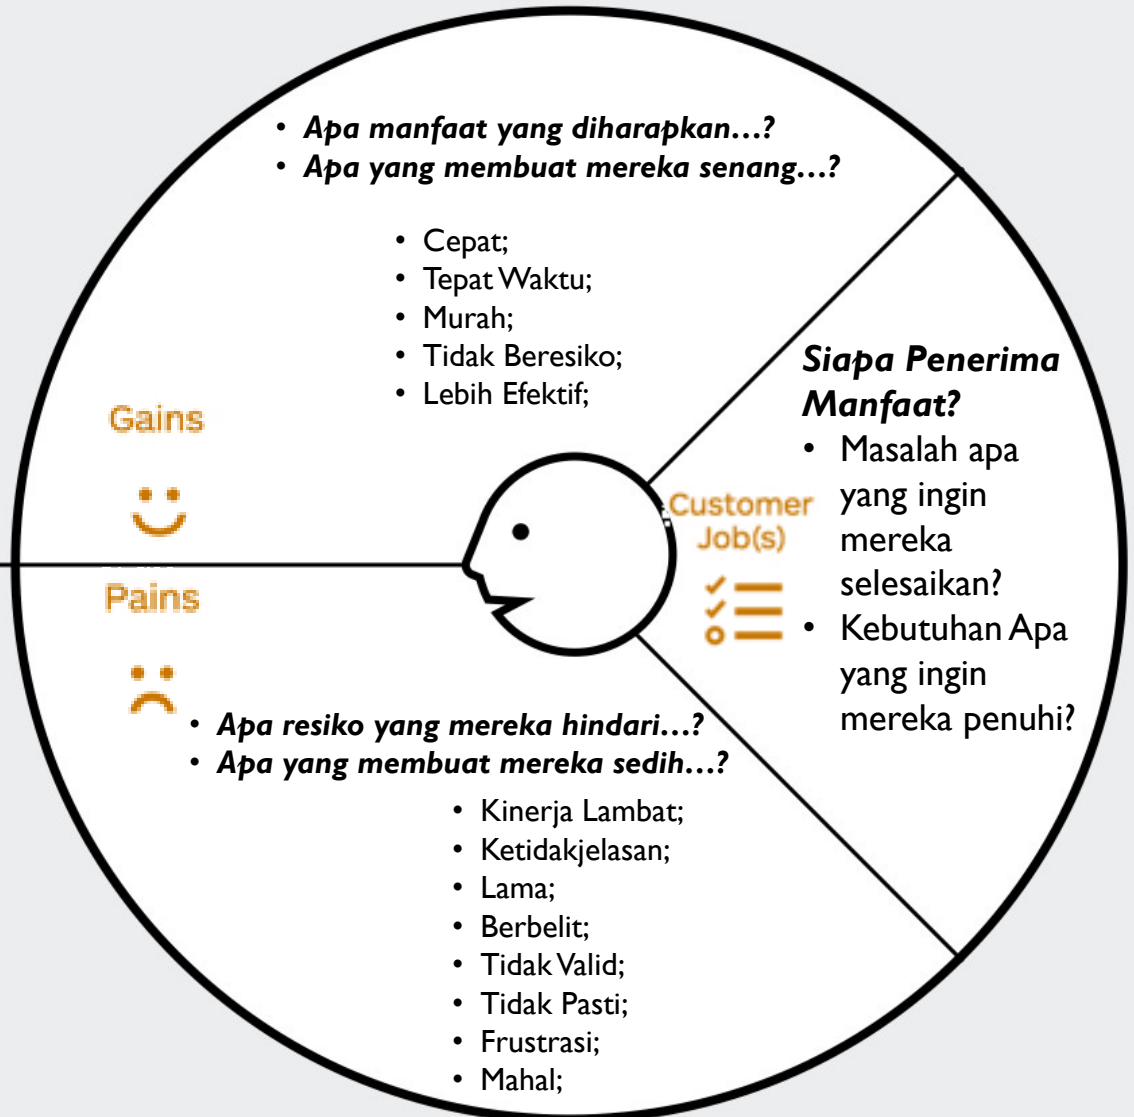 • Apa manfaat yang diharapkan...?
• Apa yang membuat mereka senang...?
• Cepat;
• Tepat Waktu;
• Murah;
• Tidak Beresiko;
• Lebih Efektif;
Gains
Siapa Penerima
Manfaat?
• Masalah apa
yang ingin
mereka
selesaikan?
• Kebutuhan Apa
yang ingin
mereka penuhi?
Customer
Job(s)
Pains
• Apa resiko yang mereka hindari...?
• Apa yang membuat mereka sedih...?
• Kinerja Lambat;
• Ketidakjelasan;
• Lama;
• Berbelit;
• Tidak Valid;
• Tidak Pasti;
• Frustrasi;
• Mahal;